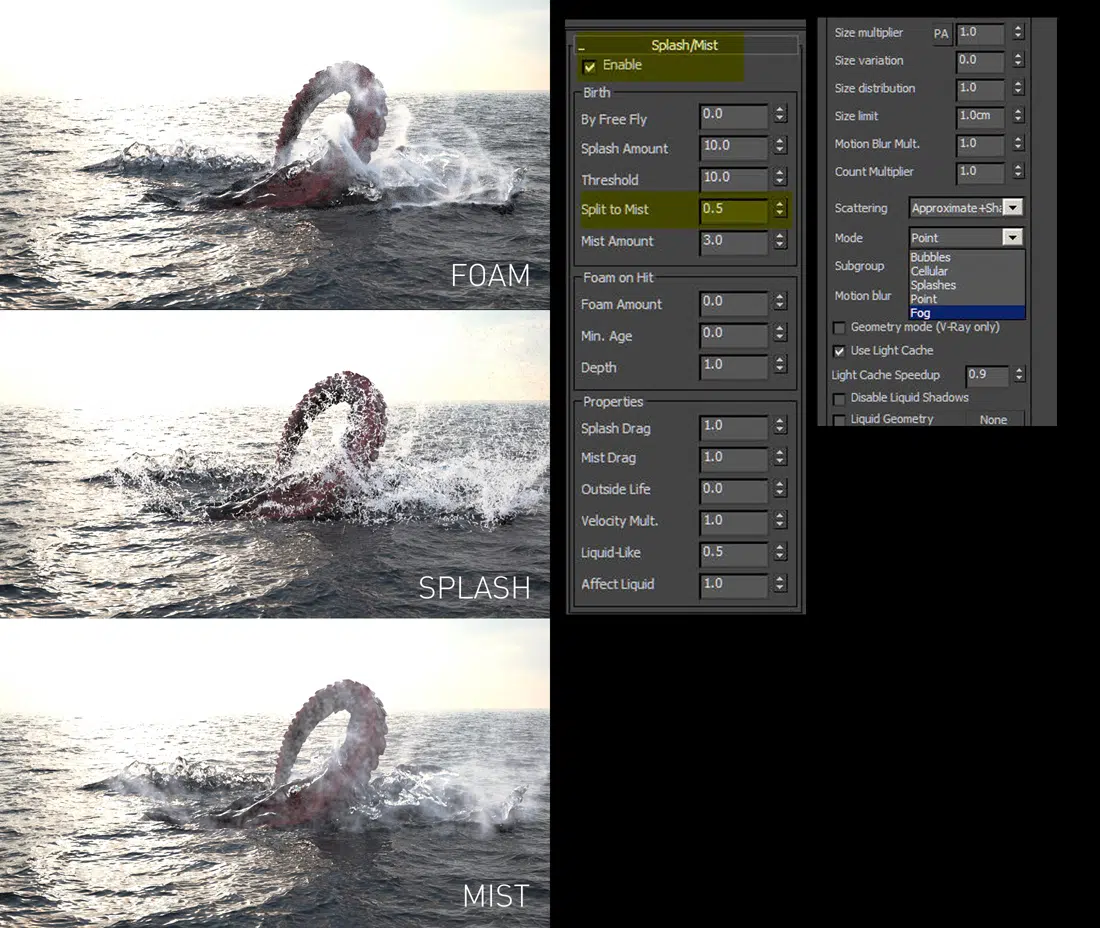 FOAM
SPLASH
MIST
Splash/Mist
Enable
Birth
By Free Fly 0.0
Splash Amount 10.0
Threshold 10.0
Split to Mist 0.5
Mist Amount 3.0
Foam on Hit
Foam Amount 0.0
Min. Age 0.0
Depth 1.0
Properties
Splash Drag 1.0
Mist Drag 1.0
Outside Life 0.0
Velocity Mult. 1.0
Liquid-Like 0.5
Affect Liquid 1.0
Size multiplier PA 1.0
Size variation 0.0
Size distribution 1.0
Size limit 1.0cm
Motion Blur Mult. 1.0
Count Multiplier 1.0
Scattering Approximate+Sha
Mode Point
Bubbles
Subgroup Cellular
Splashes
Motion blur Point
Fog
Geometry mode (V-Ray only)
Use Light Cache
Light Cache Speedup 0.9
Disable Liquid Shadows
Liquid Geometry None